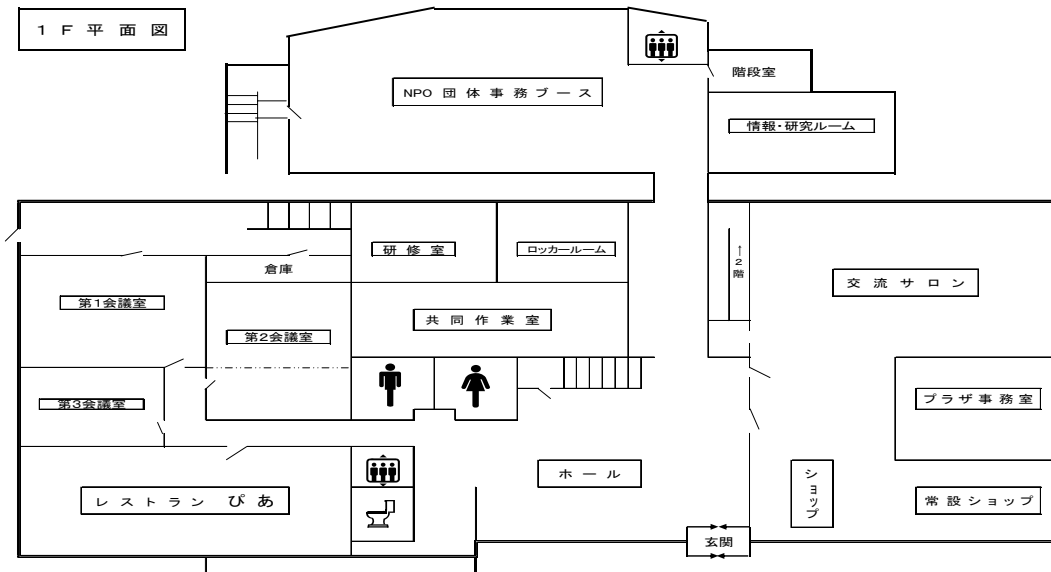 1F平面図
階段室
NPO団体事務ブース
情報・研究ルーム
研修室
ロッカールーム
倉庫
↑2階
交流サロン
第1会議室
共同作業室
第2会議室
プラザ事務室
第3会議室
ホール
レストラン ぴあ
ショップ
常設ショップ
玄関